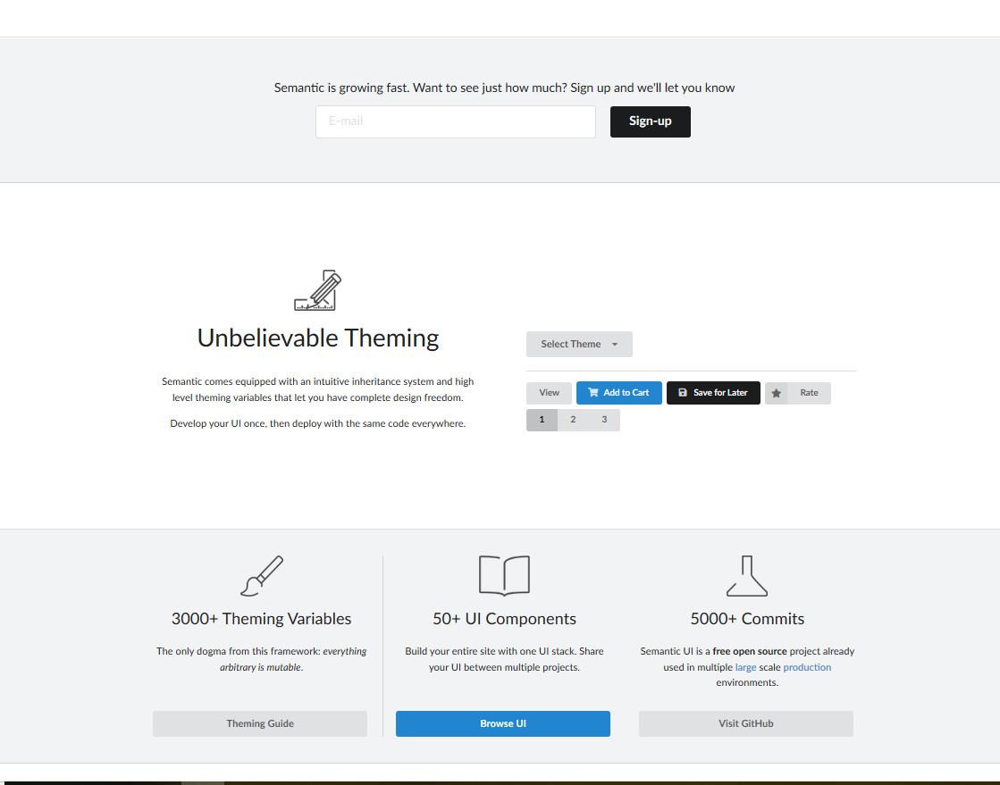 Semantic is growing fast. Want to see just how much? Sign up and we'll let you know
E-mail
Sign-up
Unbelievable Theming
Semantic comes equipped with an intuitive inheritance system and high
level theming variables that let you have complete design freedom.
Develop your UI once, then deploy with the same code everywhere.
Select Theme
View
Add to Cart
Save for Later
Rate
1 2 3
3000+ Theming Variables
The only dogma from this framework: everything
arbitrary is mutable.
Theming Guide
50+ UI Components
Build your entire site with one UI stack. Share
your UI between multiple projects.
Browse UI
5000+ Commits
Semantic UI is a free open source project already
used in multiple large scale production
environments.
Visit GitHub